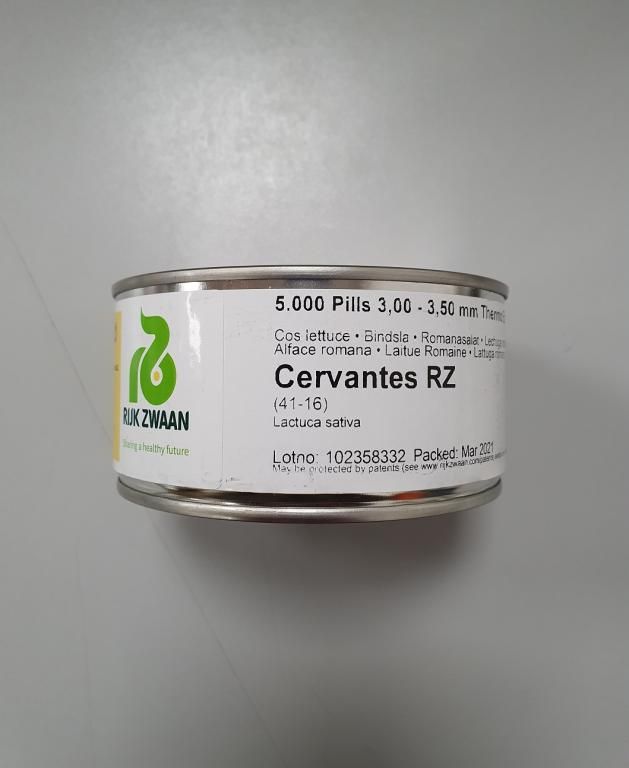 RIJK ZWAAN
Sharing a healthy future
5.000 Pills 3,00 - 3,50 mm
Cos lettuce • Bindsla • Romanasalat •
Alface romana • Laitue Romaine • Lattuga
Cervantes RZ
(41-16)
Lactuca sativa
Lotno: 102358332 Packed: Mar 2021
May be protected by patents (see www.rijkzwaan.com/patents